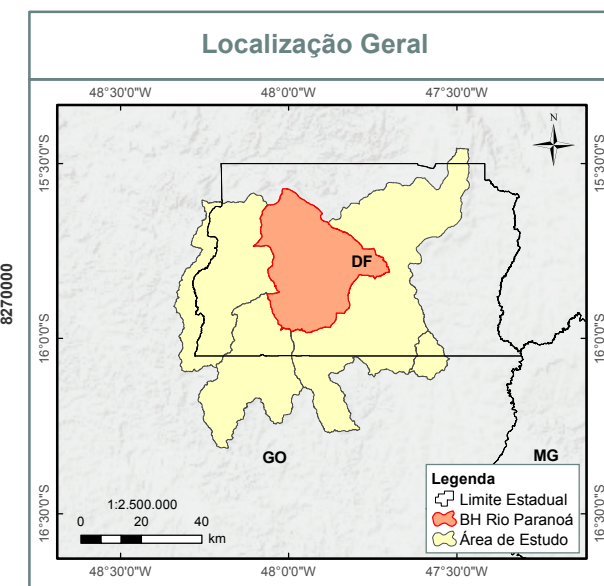 Localização Geral
48°30'0"W 48°0'0"W 47°30'0"W
N
15°30'0"S 15°30'0"S
DF
8270000
16°0'0"S 16°0'0"S
GO
MG
Legenda
Limite Estadual
BH Rio Paranoá
Área de Estudo
1:2.500.000
0 20 40
km
16°30'0"S 16°30'0"S
48°30'0"W 48°0'0"W 47°30'0"W